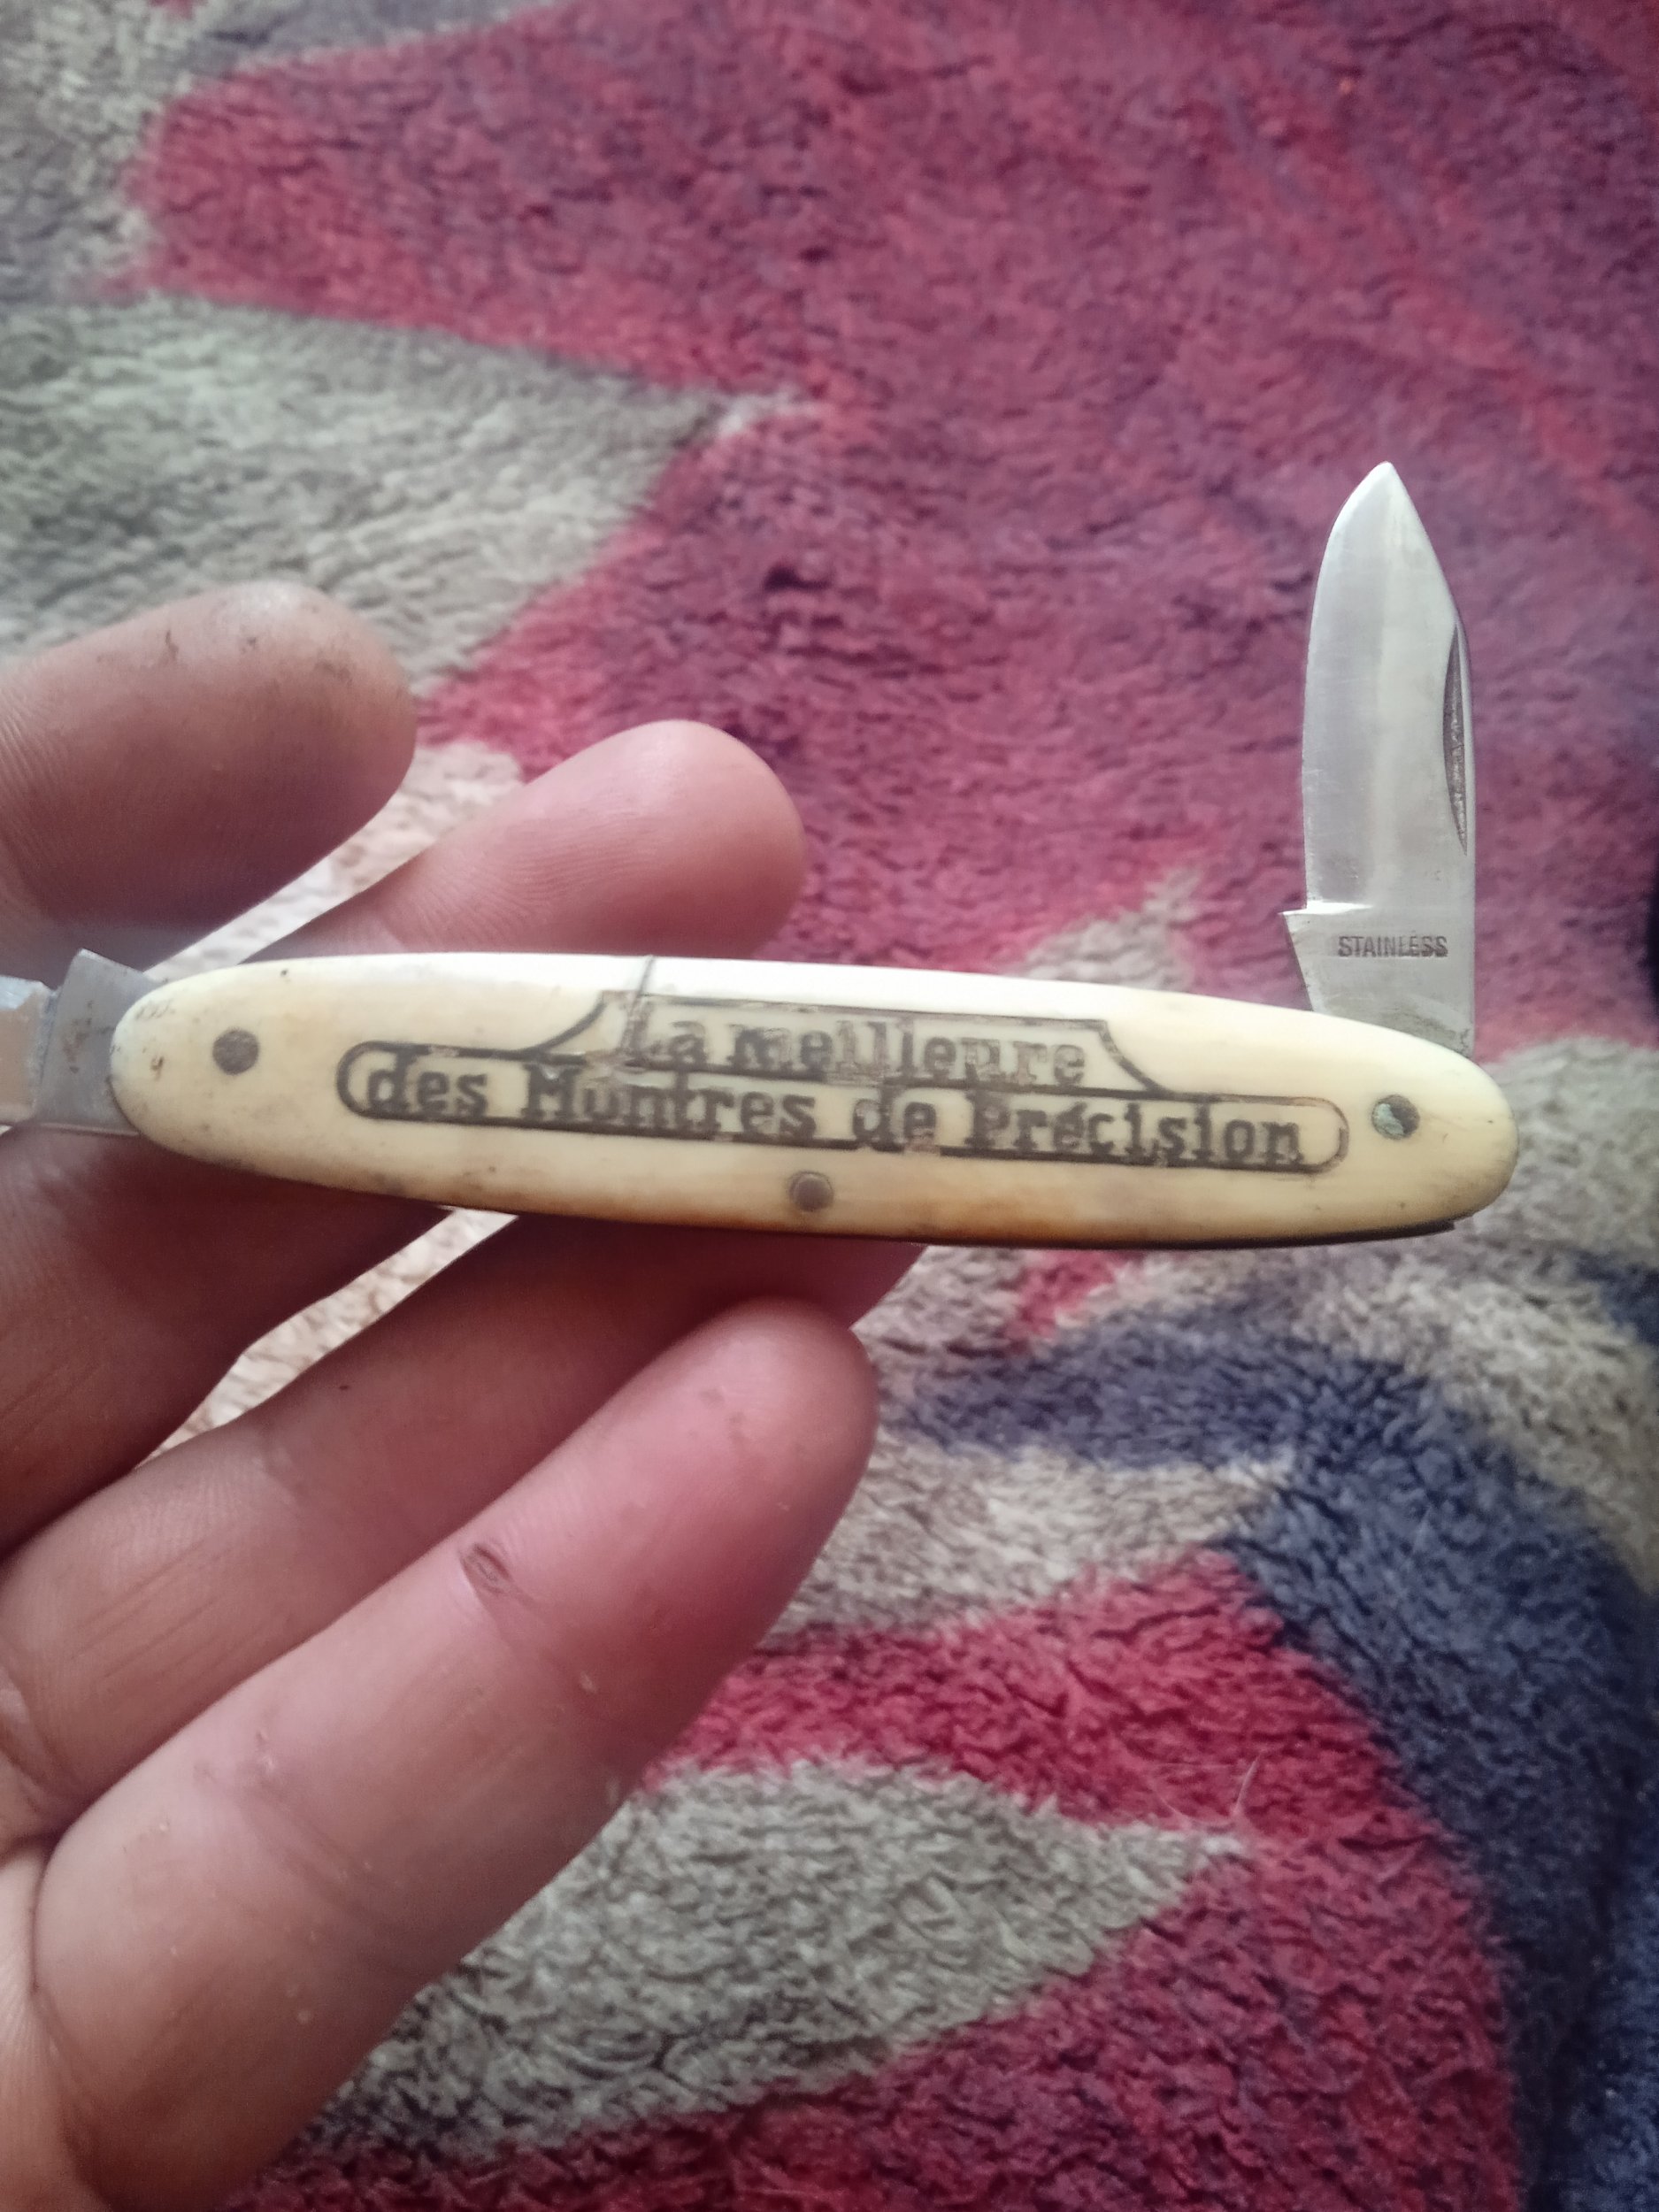 STAINLESS
La meilleure
des Montres de Précision